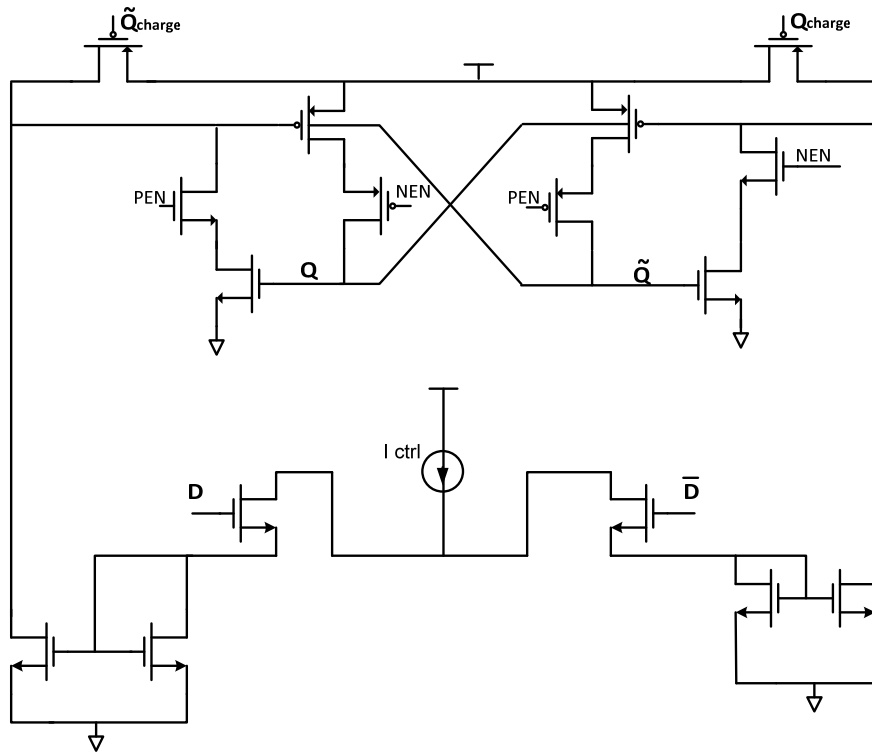 Q̃charge
Qcharge
PEN
NEN
PEN
NEN
Q
Q̃
I ctrl
D
D̅